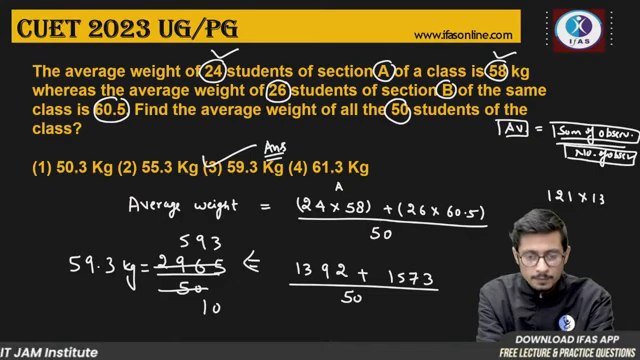 CUET 2023 UG/PG
www.ifasonline.com
IFAS
The average weight of 24 students of section A of a class is 58 kg
whereas the average weight of 26 students of section B of the same
class is 60.5 Find the average weight of all the 50 students of the
class?
Av = Sum of observ. / No. of observ
Ans
(1) 50.3 Kg (2) 55.3 Kg (3) 59.3 Kg (4) 61.3 Kg
A
121 × 13
Average weight = (24 × 58) + (26 × 60.5)
50
593
59.3 kg = 2965 ⇐ 1392 + 1573
50 50
10
DOWNLOAD IFAS APP
IT JAM Institute
FREE LECTURE & PRACTICE QUESTIONS